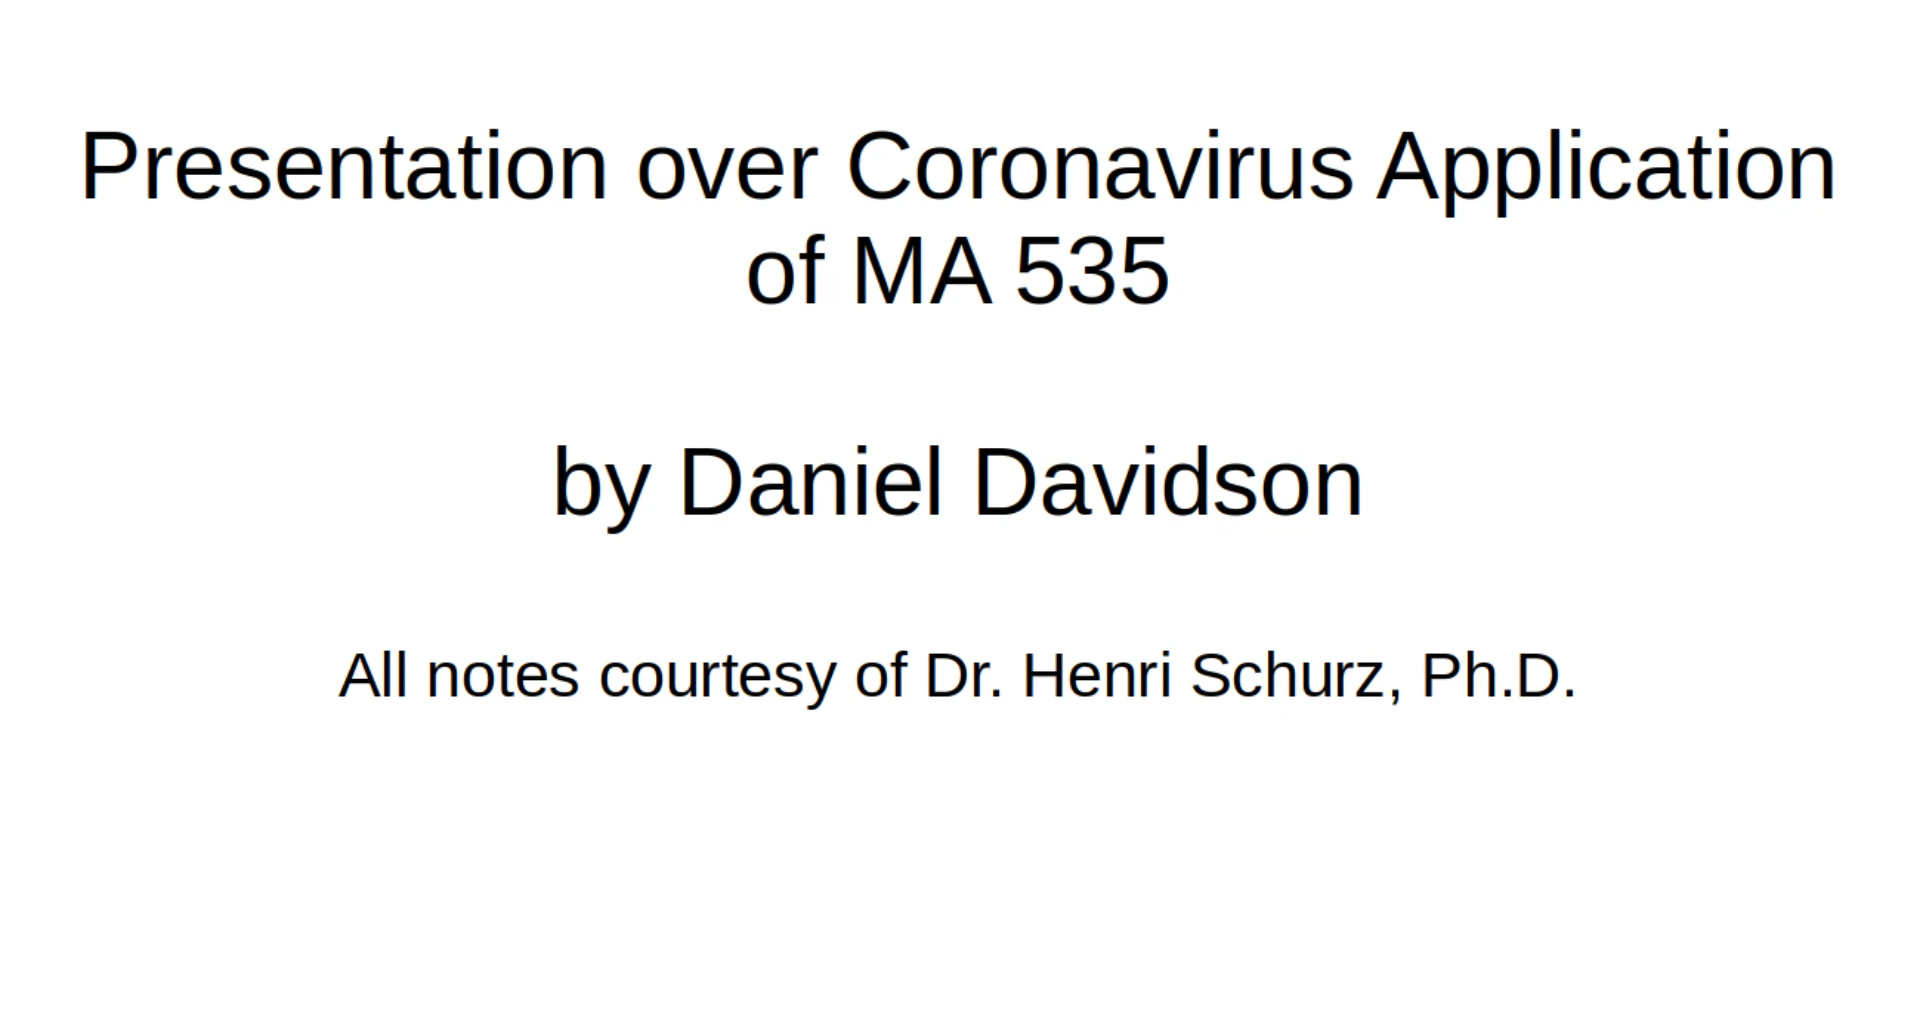 Presentation over Coronavirus Application
of MA 535
by Daniel Davidson
All notes courtesy of Dr. Henri Schurz, Ph.D.